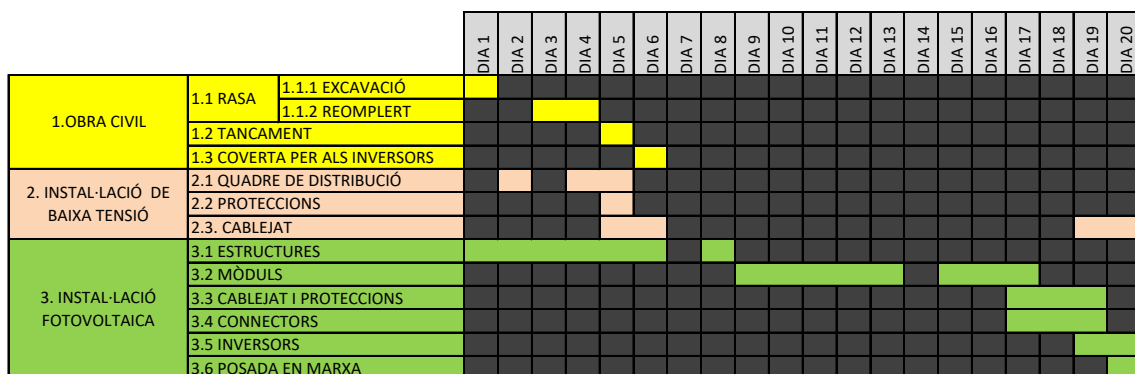 DIA 1 DIA 2 DIA 3 DIA 4 DIA 5 DIA 6 DIA 7 DIA 8 DIA 9 DIA 10 DIA 11 DIA 12 DIA 13 DIA 14 DIA 15 DIA 16 DIA 17 DIA 18 DIA 19 DIA 20
1.OBRA CIVIL
1.1 RASA
1.1.1 EXCAVACIÓ
1.1.2 REOMPLERT
1.2 TANCAMENT
1.3 COVERTA PER ALS INVERSORS
2. INSTAL·LACIÓ DE
BAIXA TENSIÓ
2.1 QUADRE DE DISTRIBUCIÓ
2.2 PROTECCIONS
2.3. CABLEJAT
3. INSTAL·LACIÓ
FOTOVOLTAICA
3.1 ESTRUCTURES
3.2 MÒDULS
3.3 CABLEJAT I PROTECCIONS
3.4 CONNECTORS
3.5 INVERSORS
3.6 POSADA EN MARXA